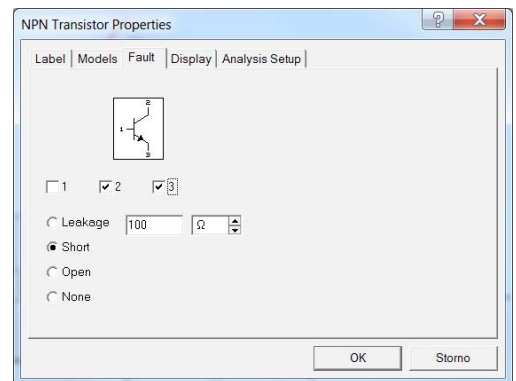 NPN Transistor Properties
?
X
Label Models Fault Display Analysis Setup
2
1
3
1 2 3
Leakage 100 Ω
Short
Open
None
OK Storno